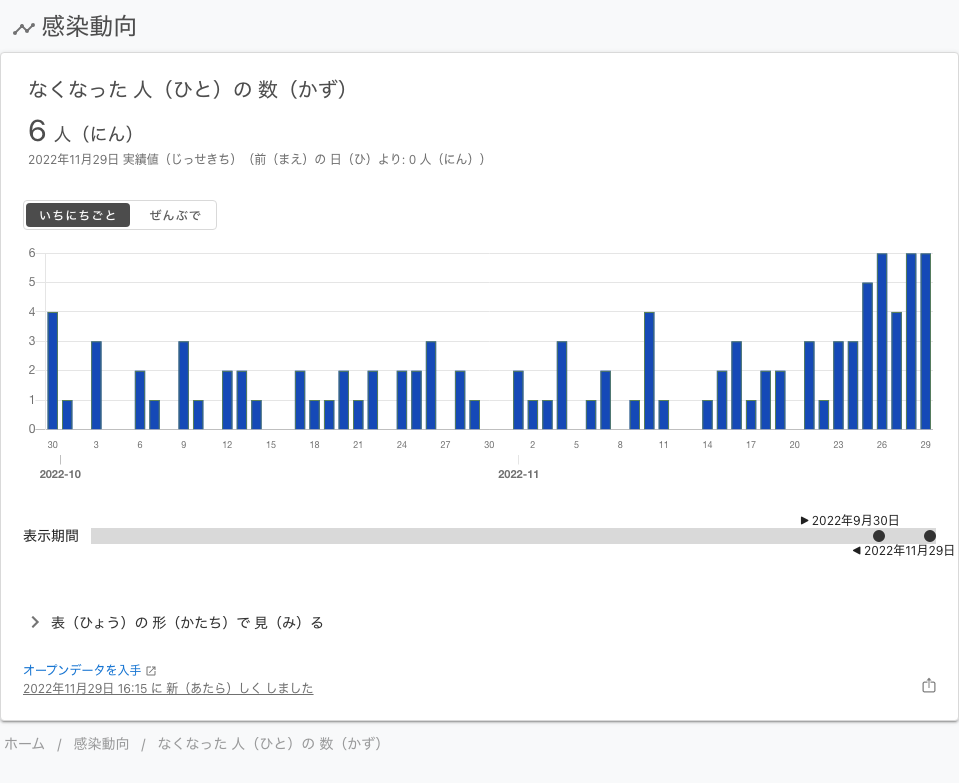 感染動向
なくなった 人（ひと）の 数（かず）
6 人（にん）
2022年11月29日 実績値（じっせきち）（前（まえ）の 日（ひ）より: 0 人（にん））
いちにちごと ぜんぶで
6
5
4
3
2
1
0
30 3 6 9 12 15 18 21 24 27 30 2 5 8 11 14 17 20 23 26 29
2022-10 2022-11
▶ 2022年9月30日
表示期間
◀ 2022年11月29日
表（ひょう）の 形（かたち）で 見（み）る
オープンデータを入手
2022年11月29日 16:15 に 新（あたら）しく しました
ホーム / 感染動向 / なくなった 人（ひと）の 数（かず）